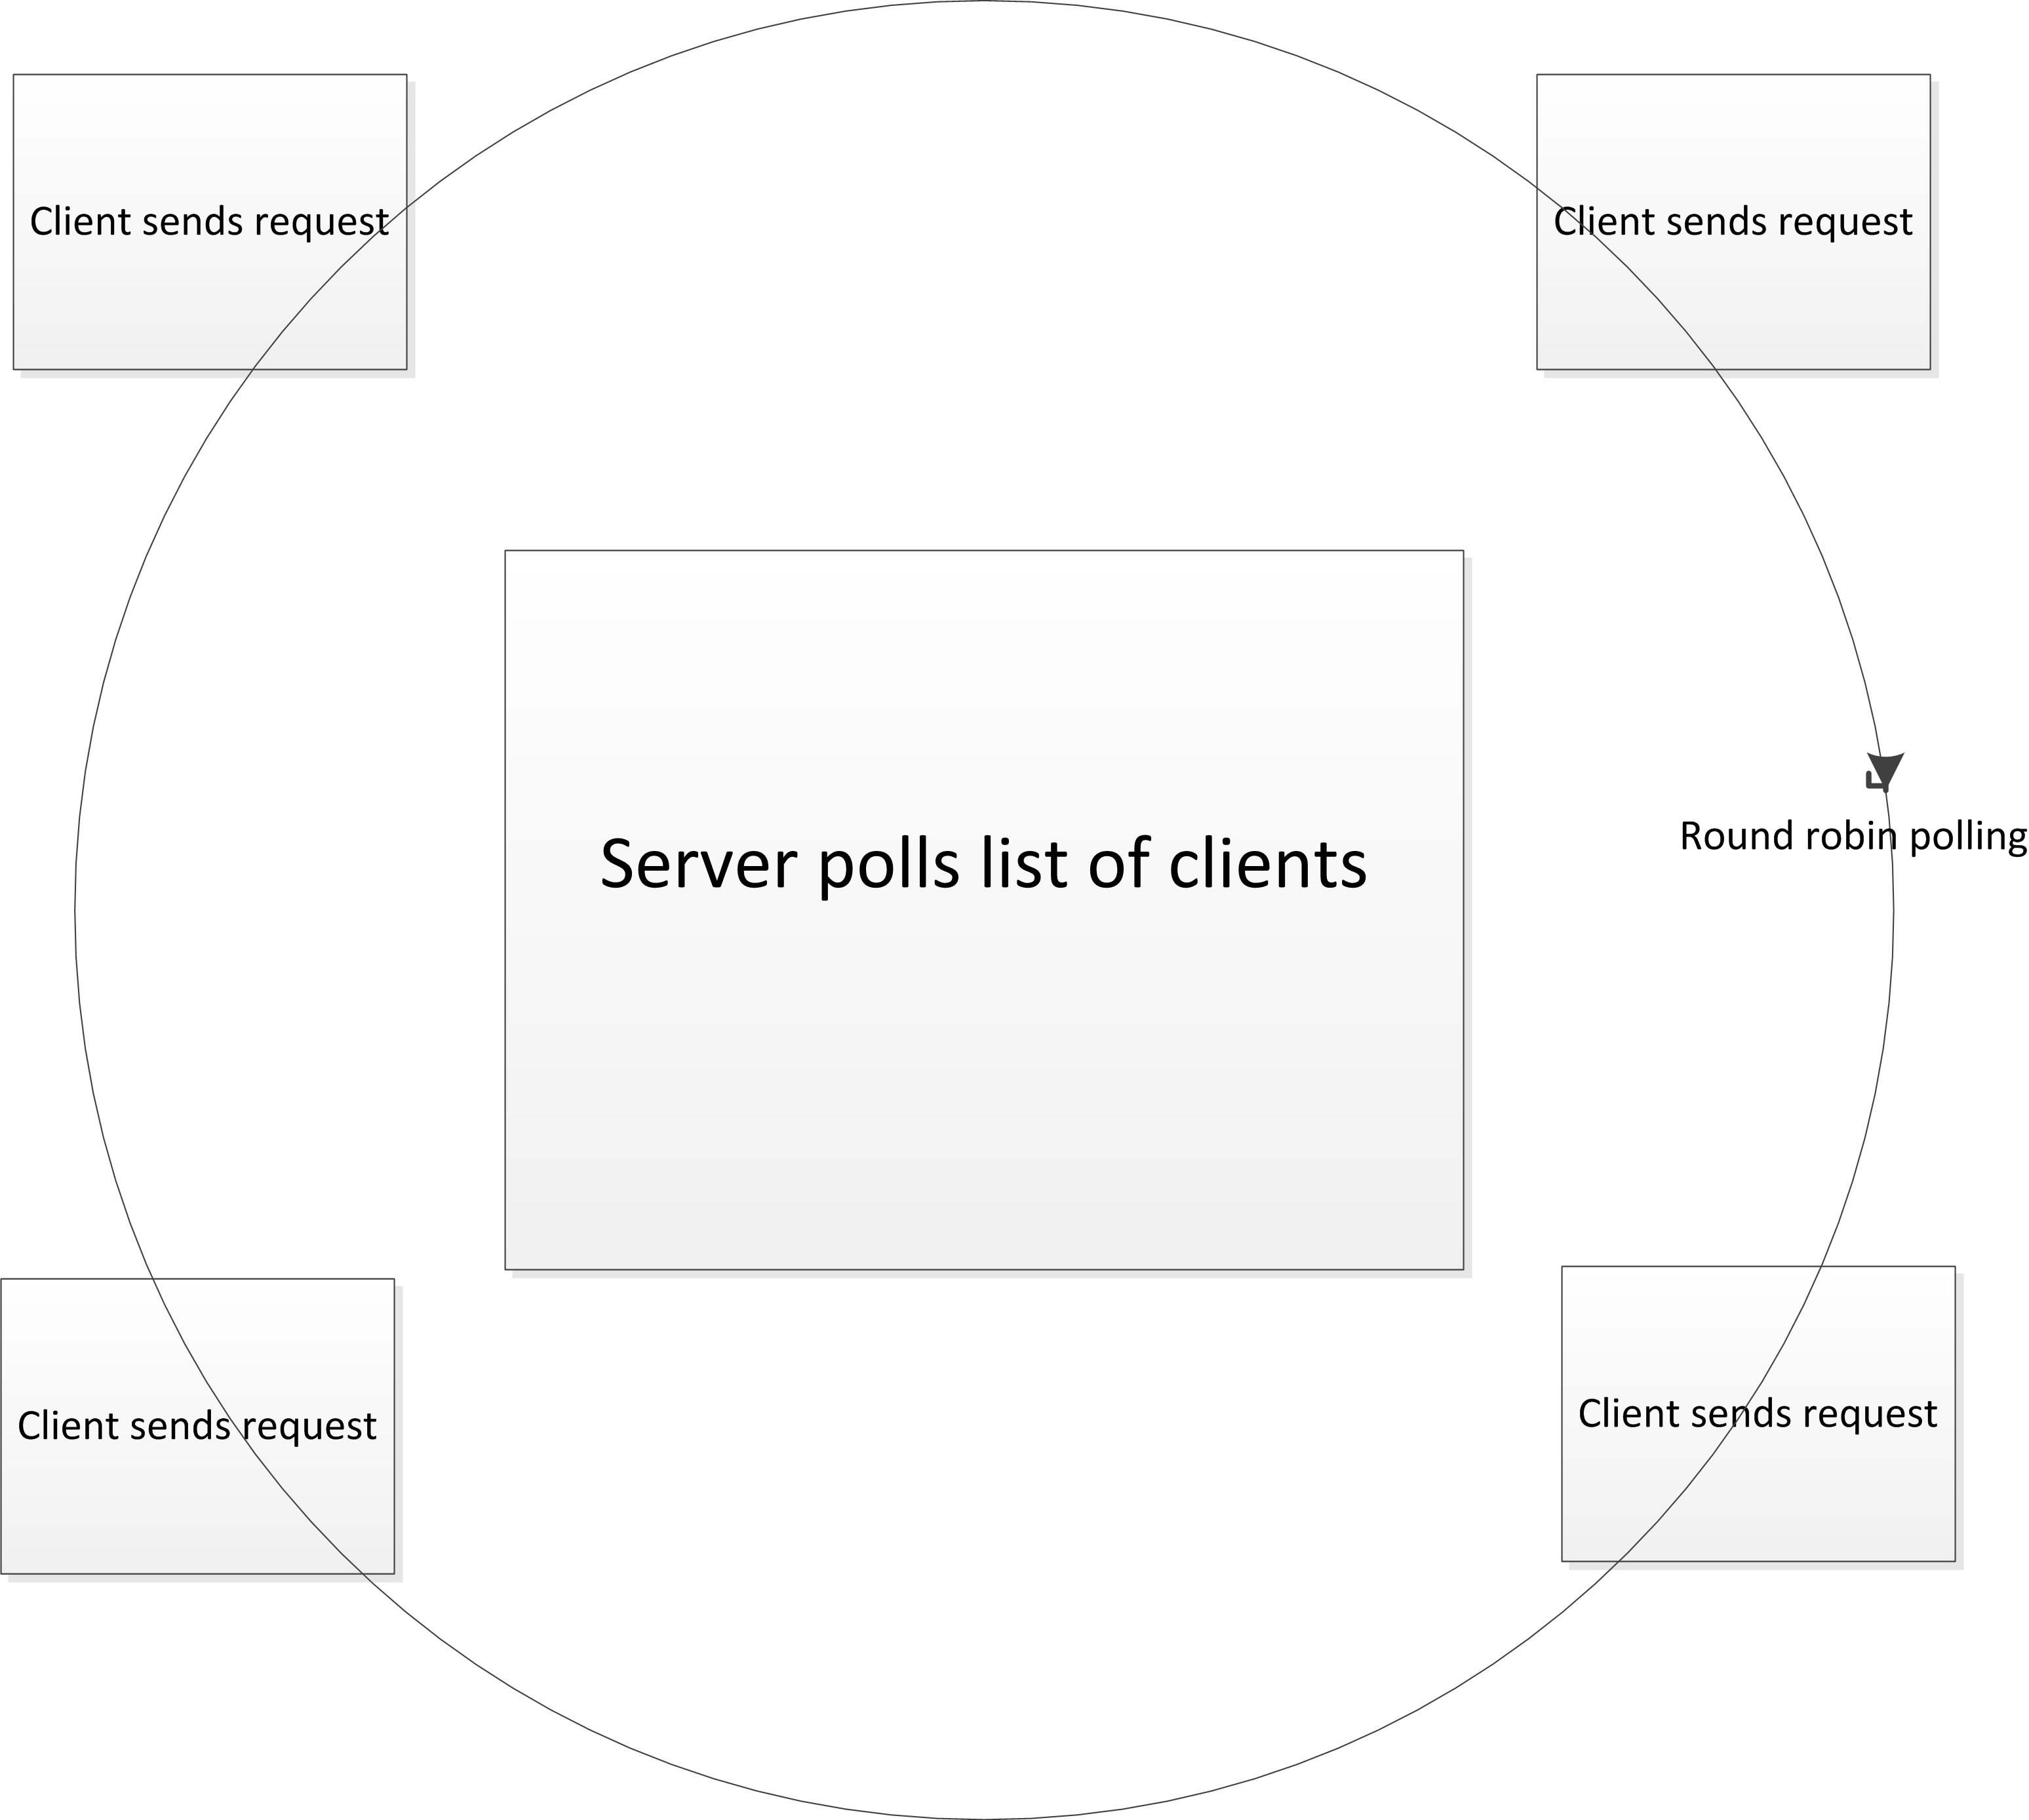 Client sends request
Client sends request
Server polls list of clients
Round robin polling
Client sends request
Client sends request